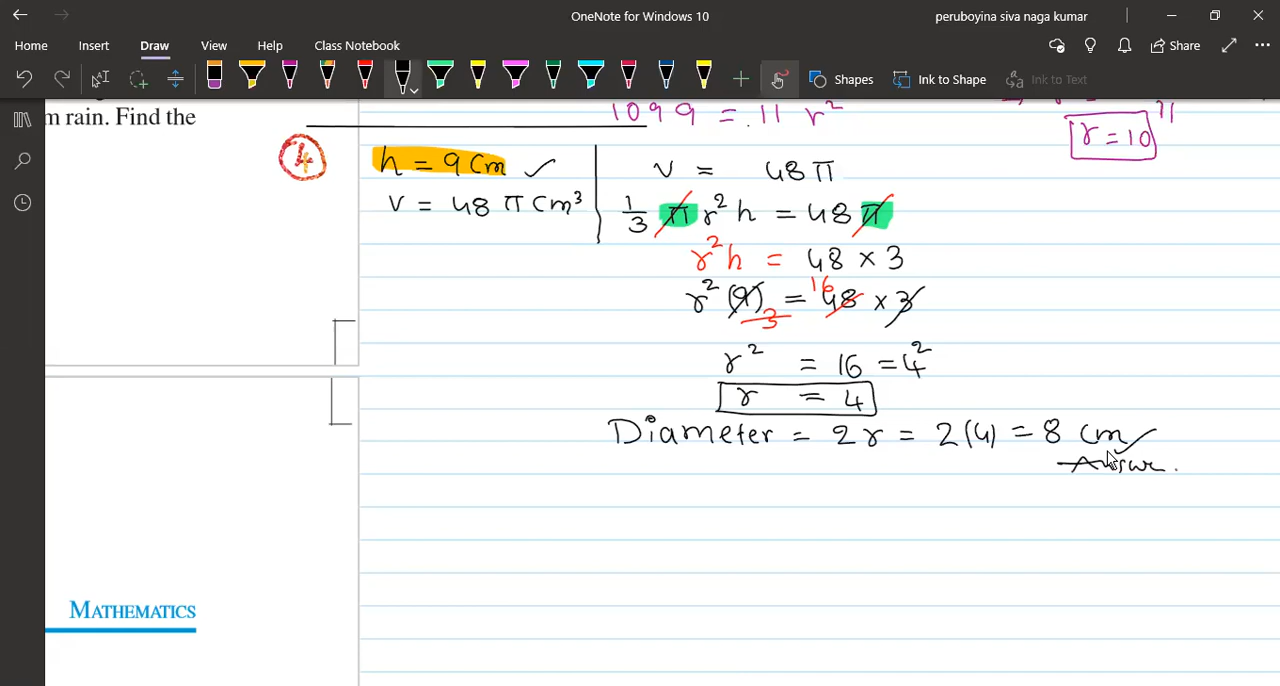 OneNote for Windows 10
peruboyina siva naga kumar
Home Insert Draw View Help Class Notebook Share
Shapes Ink to Shape Ink to Text
m rain. Find the
1099 = 11 r²
r = 10
4
h = 9 Cm
V = 48 π Cm³
V = 48π
1/3 π r² h = 48 π
r² h = 48 × 3
r² (9) = 48 × 3
3 16
r² = 16 = 4²
r = 4
Diameter = 2r = 2(4) = 8 cm
Answr.
MATHEMATICS